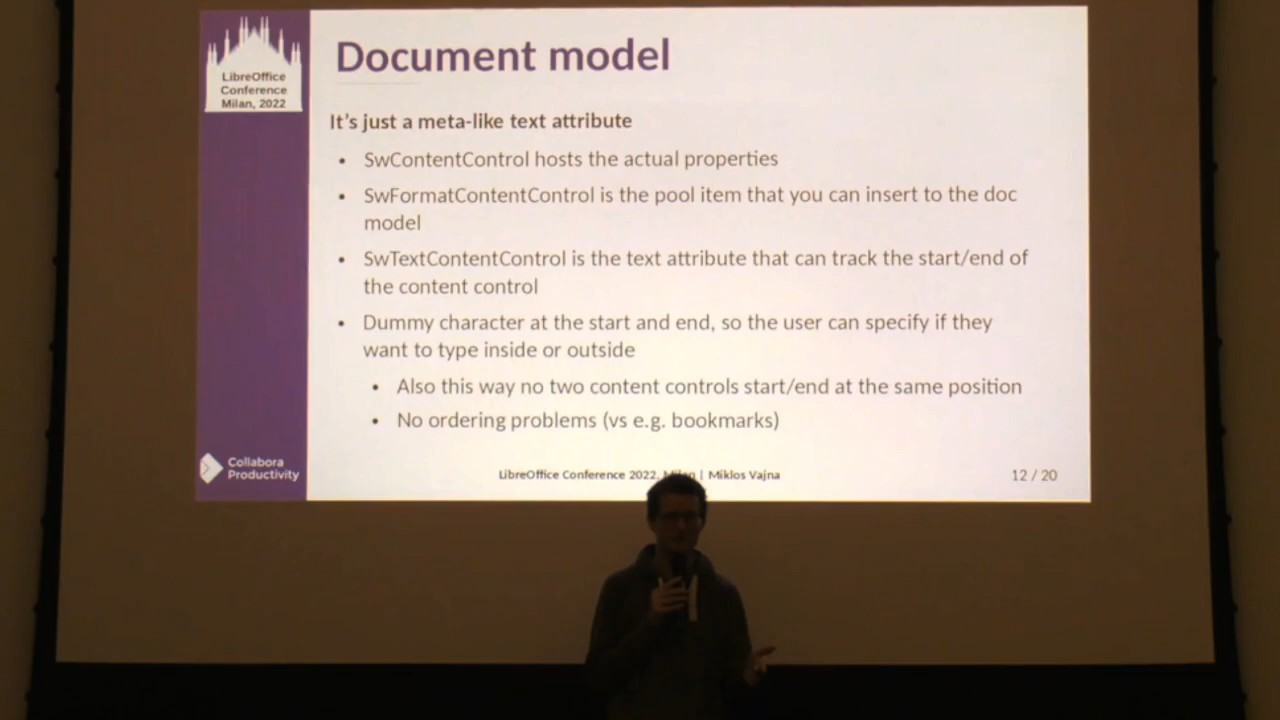 LibreOffice
Conference
Milan, 2022
Document model
It's just a meta-like text attribute
• SwContentControl hosts the actual properties
• SwFormatContentControl is the pool item that you can insert to the doc
model
• SwTextContentControl is the text attribute that can track the start/end of
the content control
• Dummy character at the start and end, so the user can specify if they
want to type inside or outside
• Also this way no two content controls start/end at the same position
• No ordering problems (vs e.g. bookmarks)
Collabora
Productivity
LibreOffice Conference 2022, Milan | Miklos Vajna
12 / 20